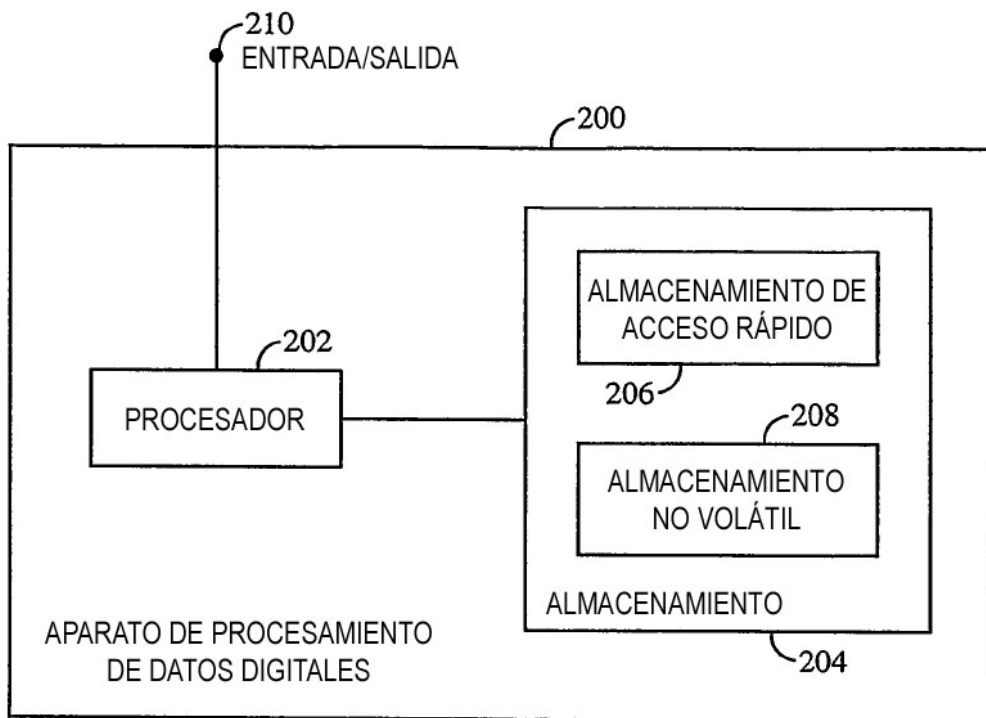 210
ENTRADA/SALIDA
200
ALMACENAMIENTO DE
ACCESO RÁPIDO
206
202
PROCESADOR
208
ALMACENAMIENTO
NO VOLÁTIL
ALMACENAMIENTO
204
APARATO DE PROCESAMIENTO
DE DATOS DIGITALES